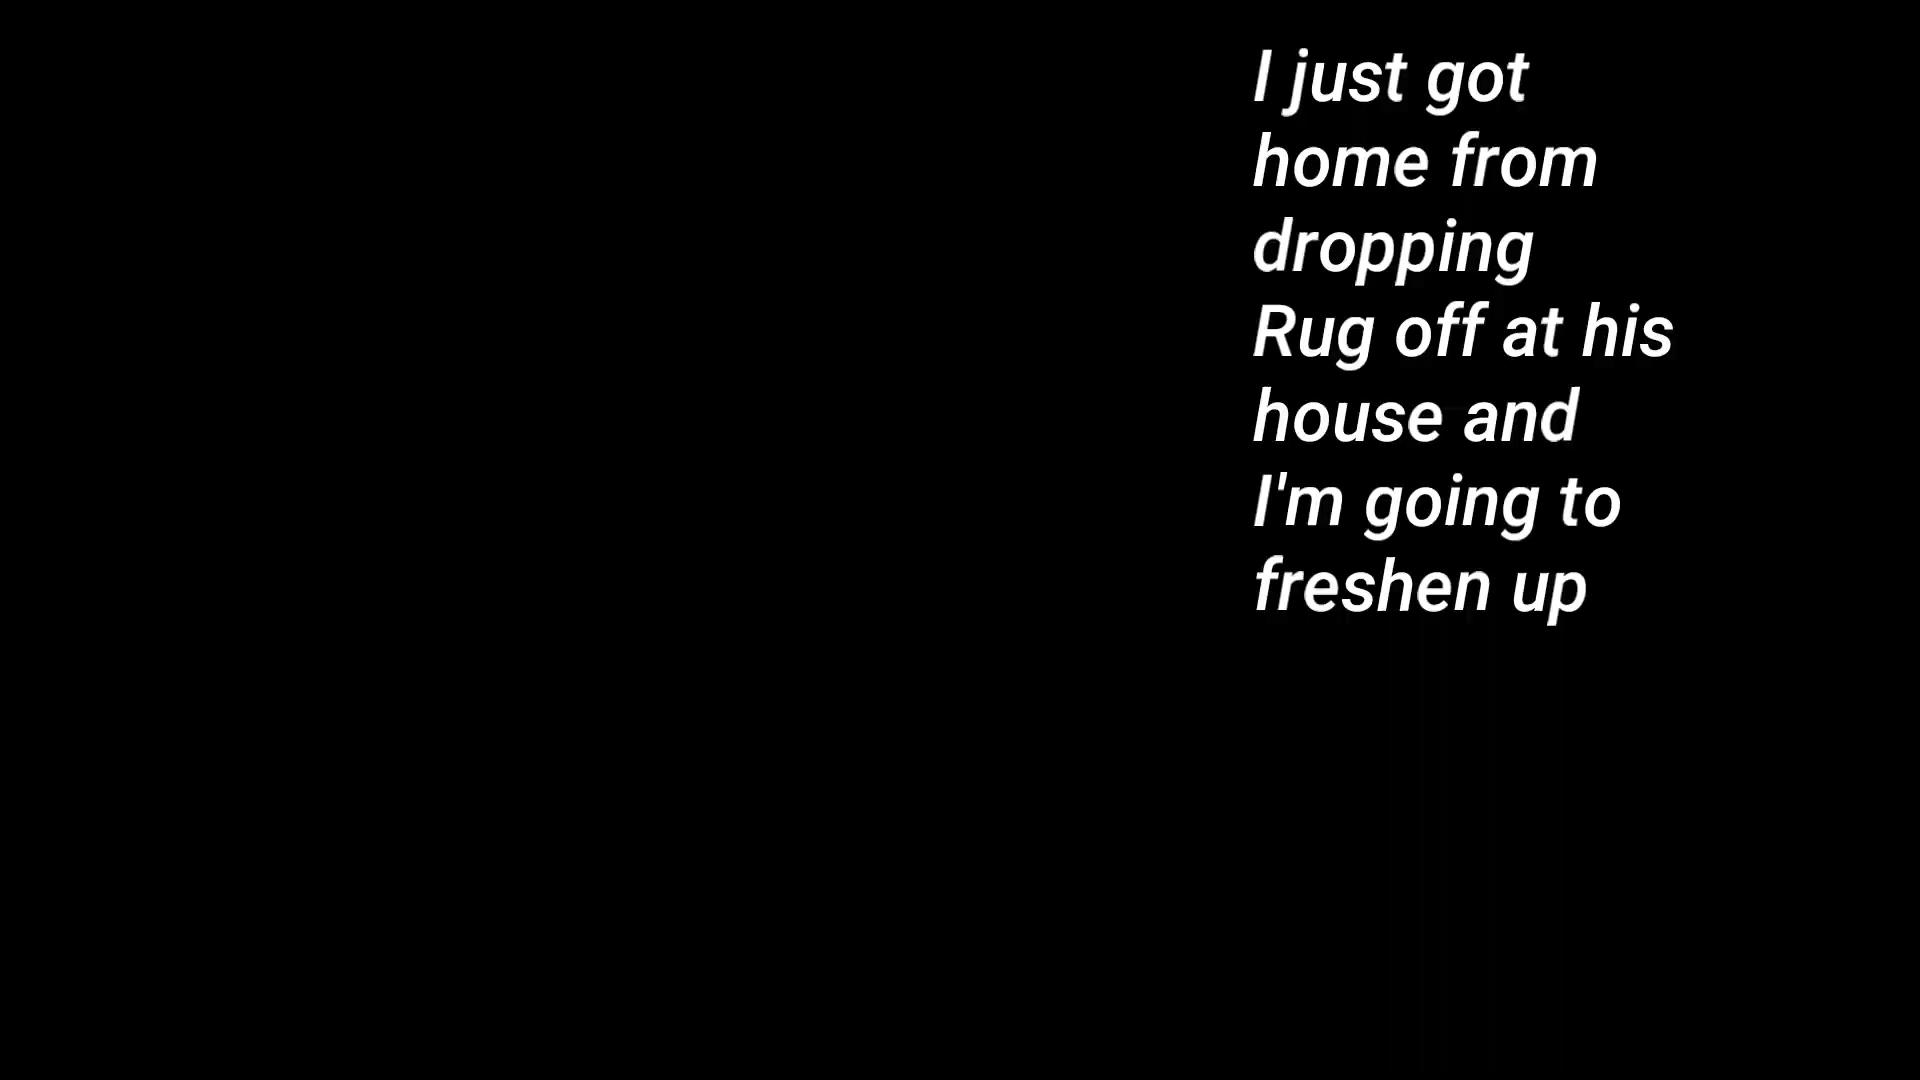 I just got
home from
dropping
Rug off at his
house and
I'm going to
freshen up